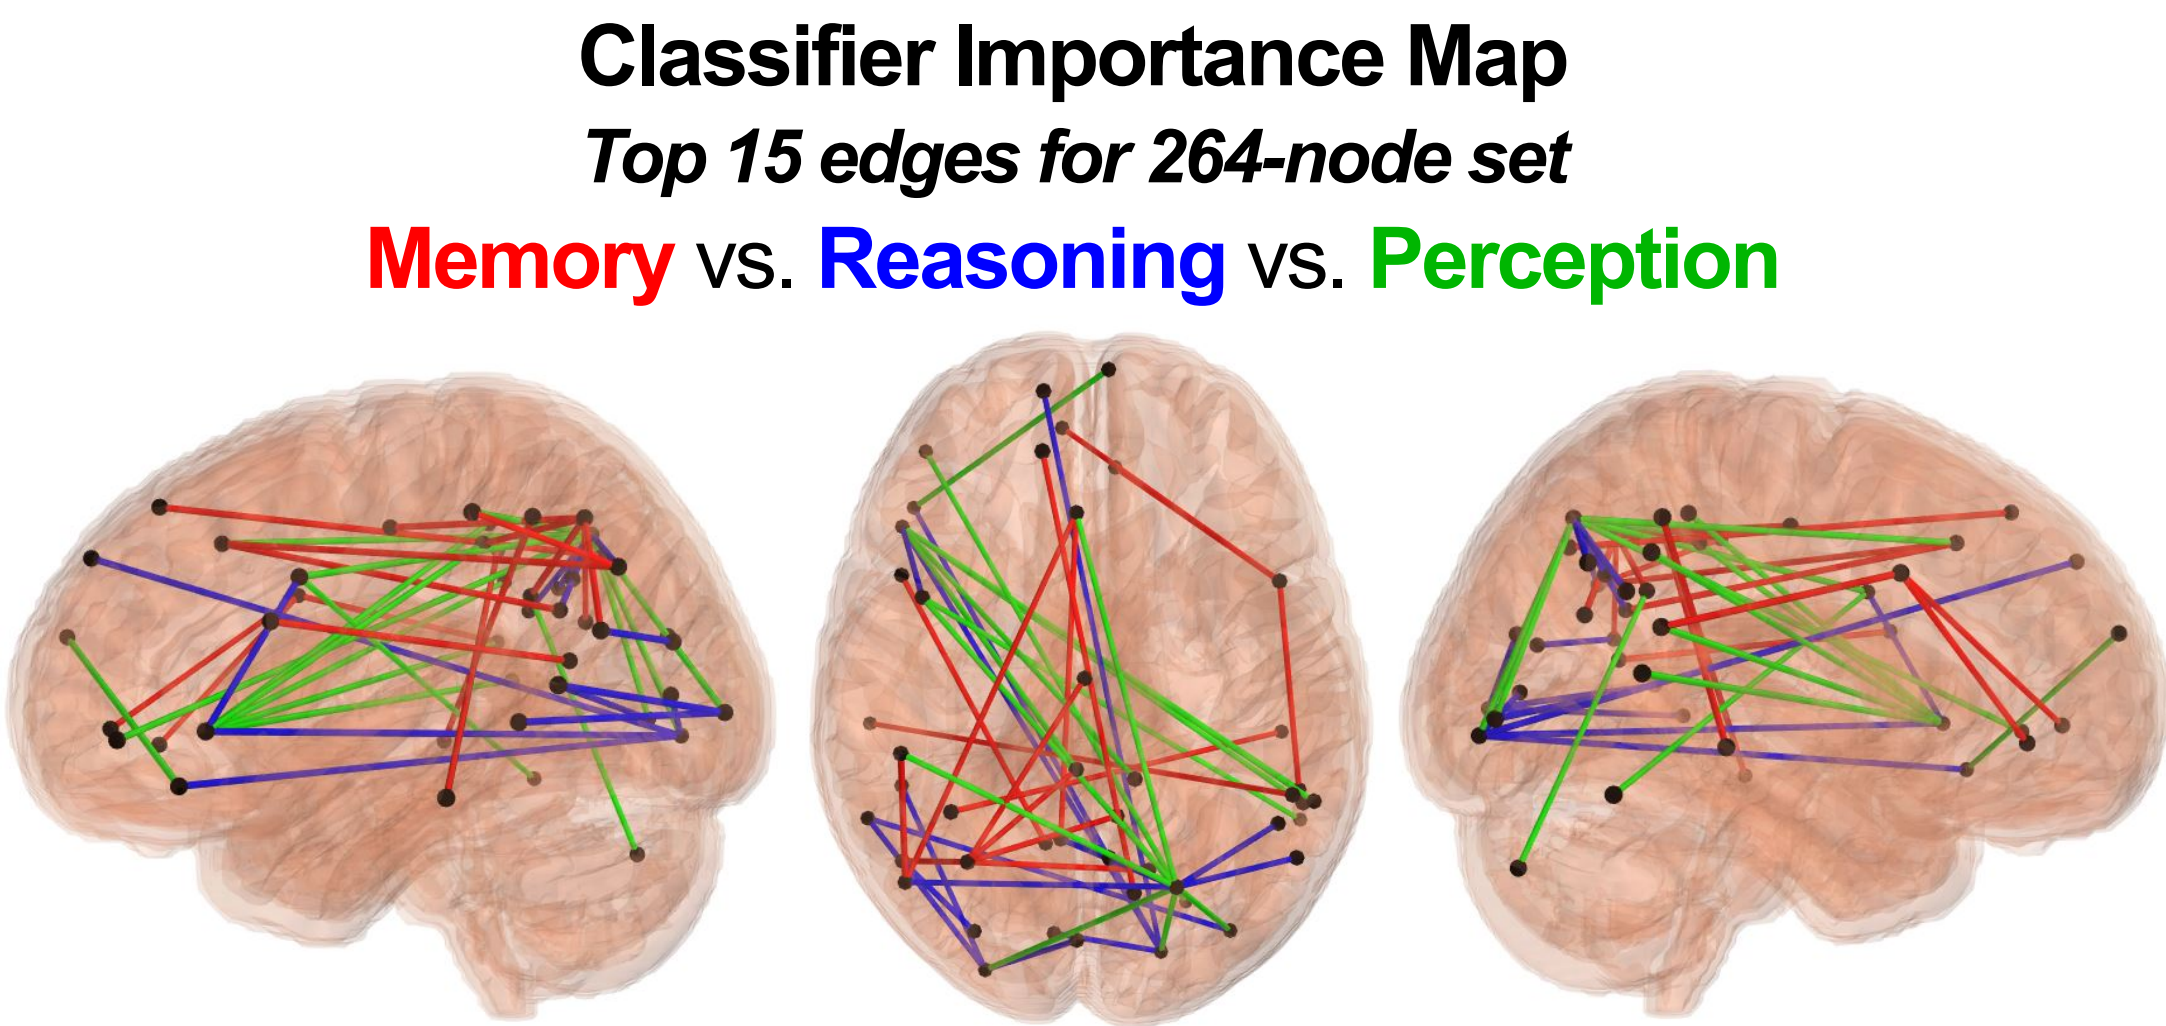 Classifier Importance Map
Top 15 edges for 264-node set
Memory vs. Reasoning vs. Perception